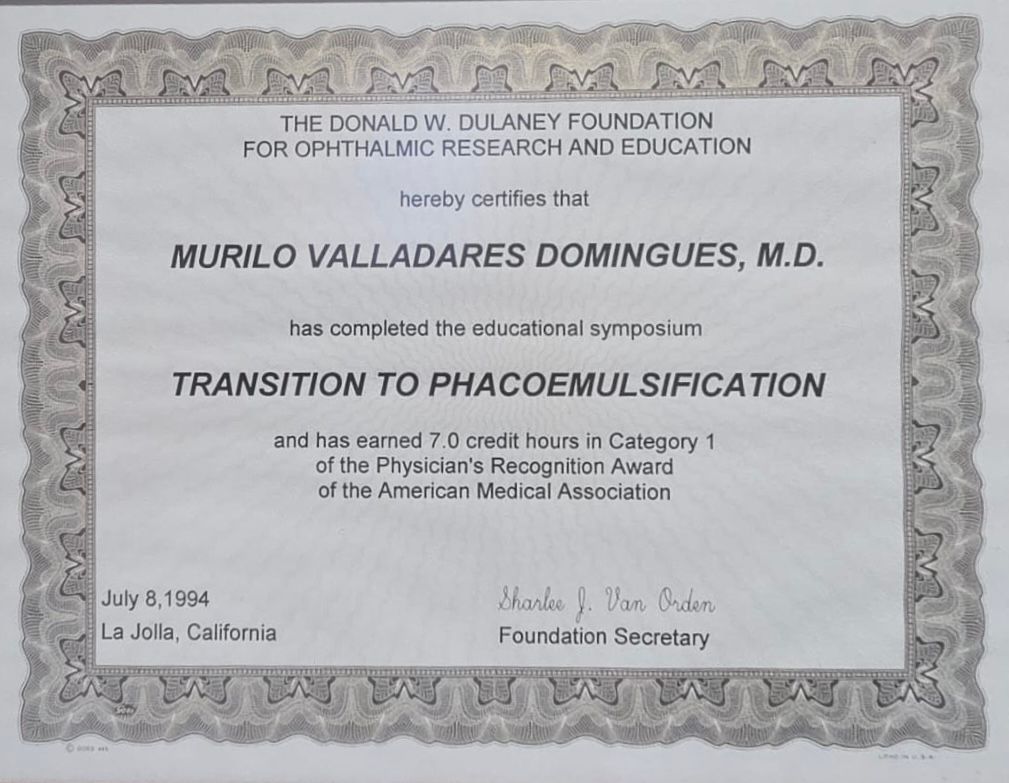 THE DONALD W. DULANEY FOUNDATION
FOR OPHTHALMIC RESEARCH AND EDUCATION
hereby certifies that
MURILO VALLADARES DOMINGUES, M.D.
has completed the educational symposium
TRANSITION TO PHACOEMULSIFICATION
and has earned 7.0 credit hours in Category 1
of the Physician's Recognition Award
of the American Medical Association
July 8,1994
La Jolla, California
Sharlee J. Van Orden
Foundation Secretary